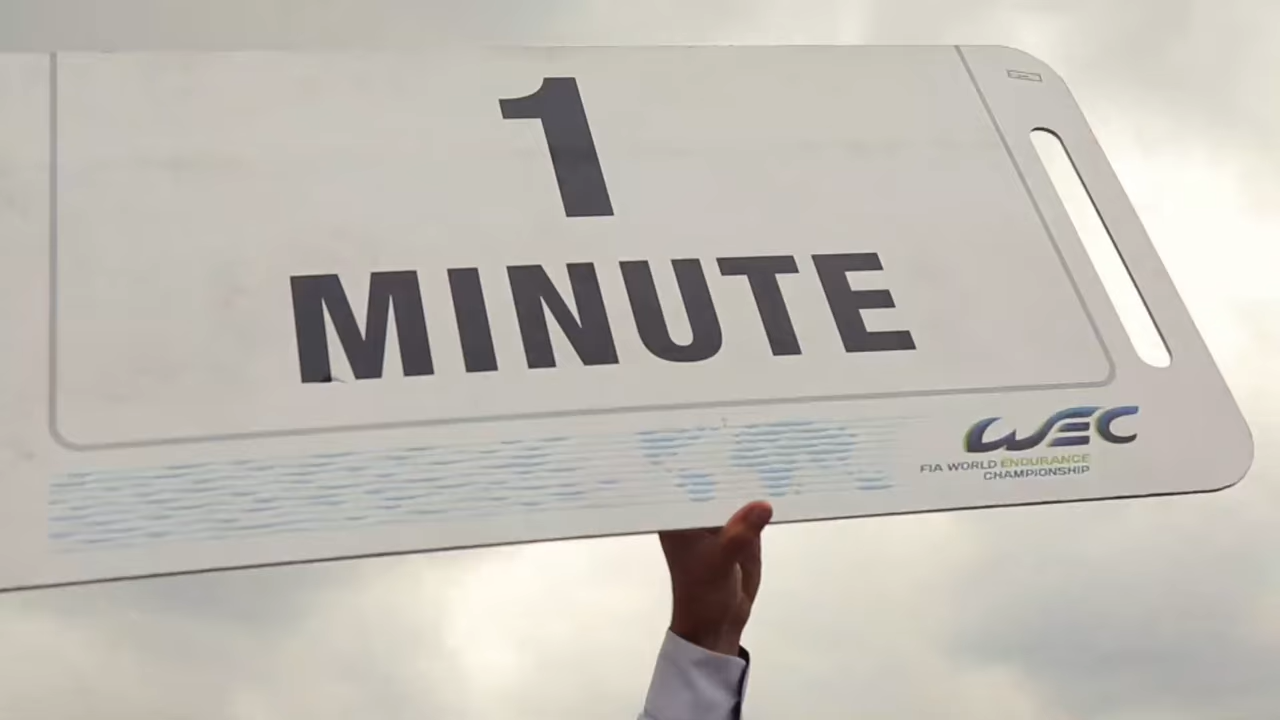 1
MINUTE
WEC
FIA WORLD ENDURANCE
CHAMPIONSHIP